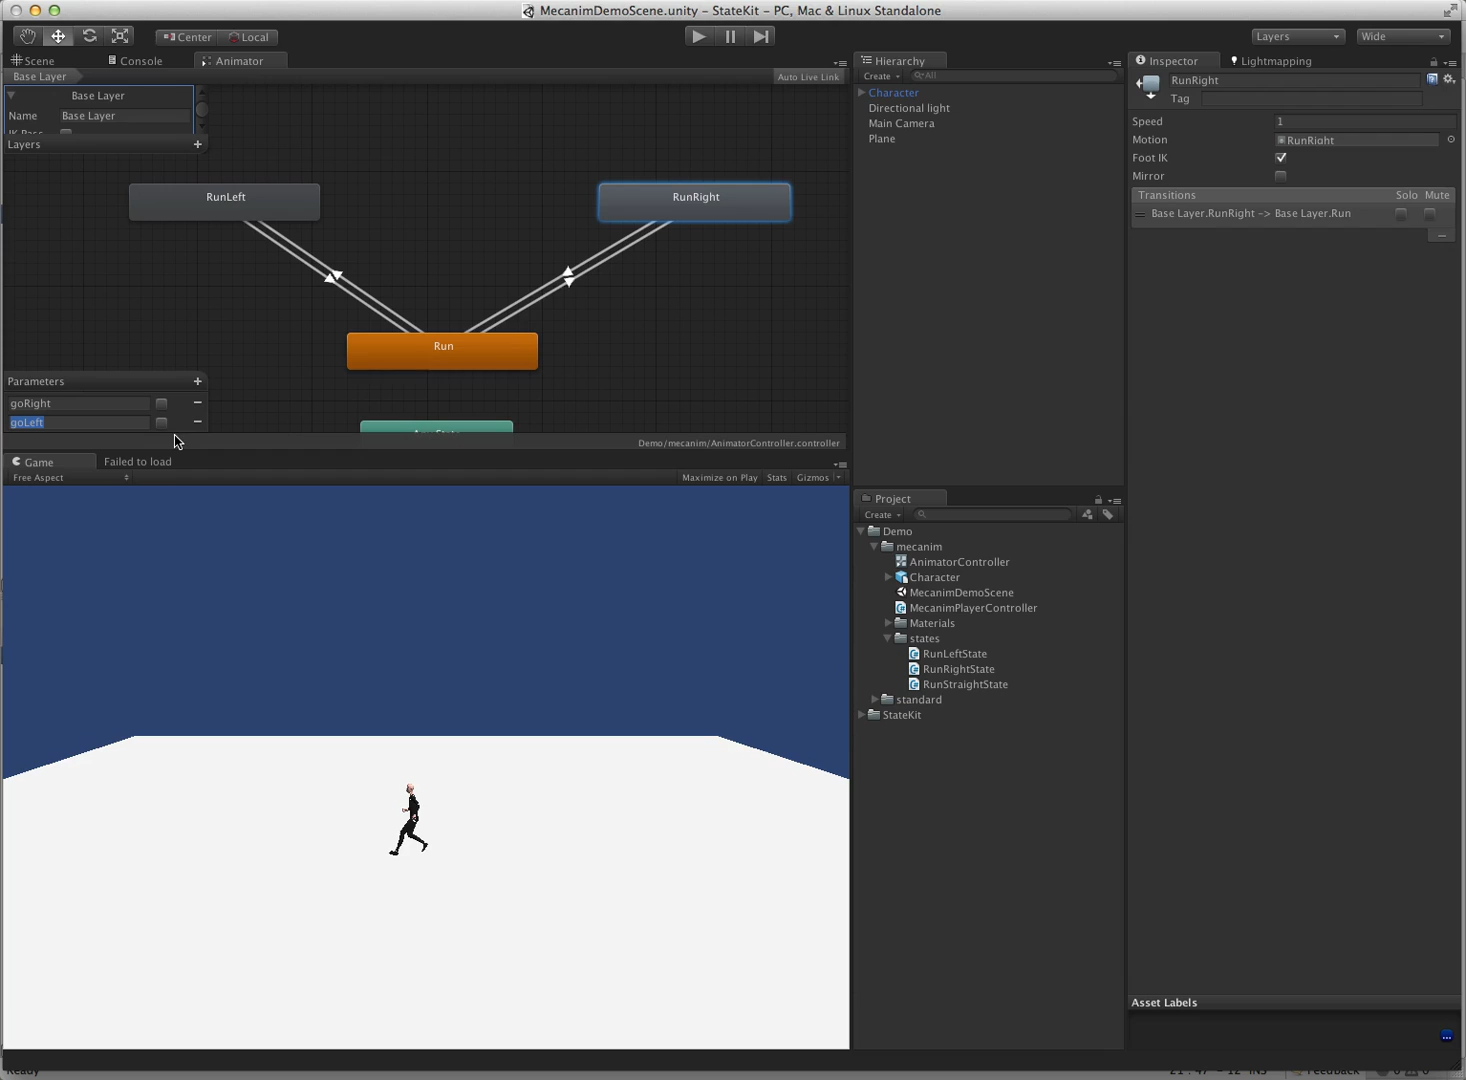 MecanimDemoScene.unity – StateKit – PC, Mac & Linux Standalone
Center Local Layers Wide
Scene Console Animator
Base Layer Auto Live Link
Base Layer
Name Base Layer
Layers +
RunLeft RunRight
Run
Parameters +
goRight
goLeft
Demo/mecanim/AnimatorController.controller
Game Failed to load
Free Aspect Maximize on Play Stats Gizmos
Hierarchy
Create All
Character
Directional light
Main Camera
Plane
Project
Create
Demo
mecanim
AnimatorController
Character
MecanimDemoScene
MecanimPlayerController
Materials
states
RunLeftState
RunRightState
RunStraightState
standard
StateKit
Inspector Lightmapping
RunRight
Tag
Speed 1
Motion RunRight
Foot IK
Mirror
Transitions Solo Mute
Base Layer.RunRight -> Base Layer.Run
Asset Labels